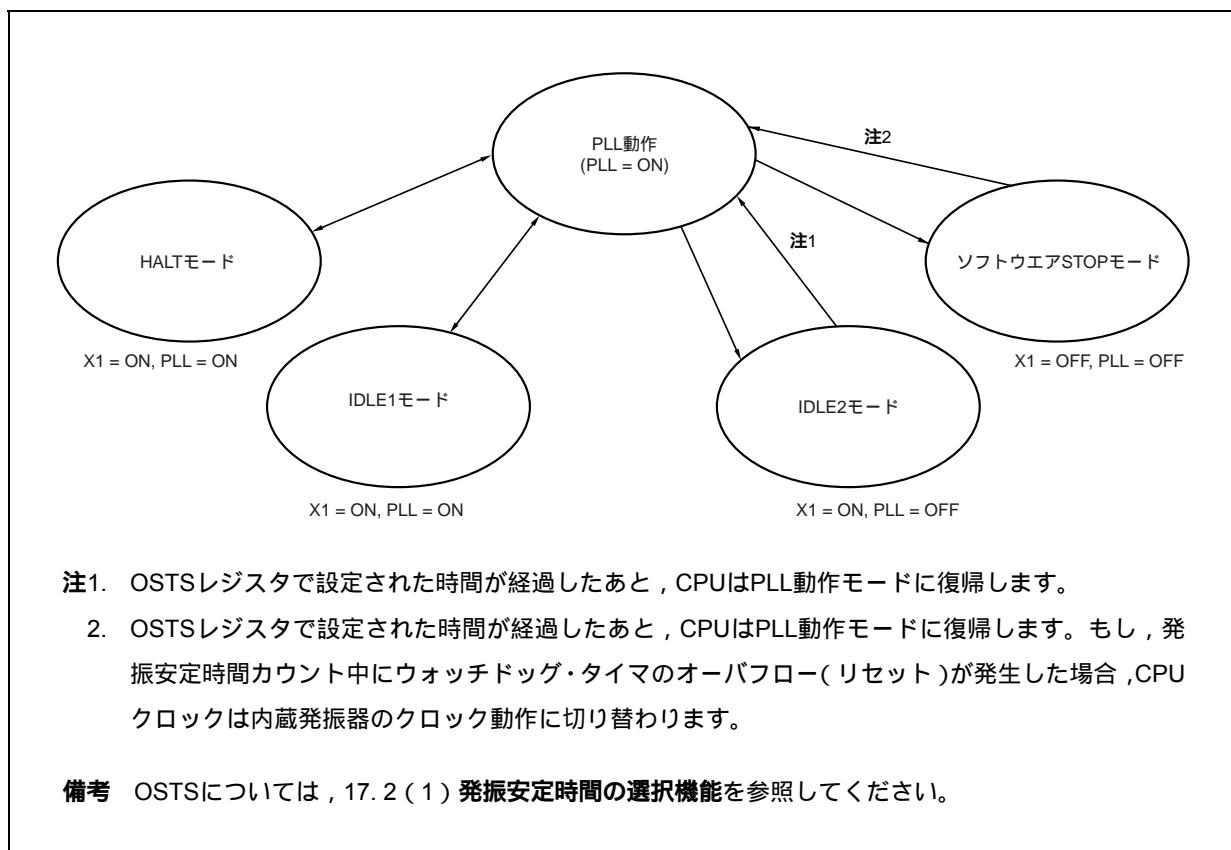 PLL動作
(PLL = ON)
注2
注1
HALTモード
ソフトウエアSTOPモード
X1 = ON, PLL = ON
X1 = OFF, PLL = OFF
IDLE1モード
IDLE2モード
X1 = ON, PLL = ON
X1 = ON, PLL = OFF
注1. OSTSレジスタで設定された時間が経過したあと，CPUはPLL動作モードに復帰します。
2. OSTSレジスタで設定された時間が経過したあと，CPUはPLL動作モードに復帰します。もし，発
振安定時間カウント中にウォッチドッグ・タイマのオーバフロー（リセット）が発生した場合，CPU
クロックは内蔵発振器のクロック動作に切り替わります。
備考 OSTSについては，17. 2（1）発振安定時間の選択機能を参照してください。